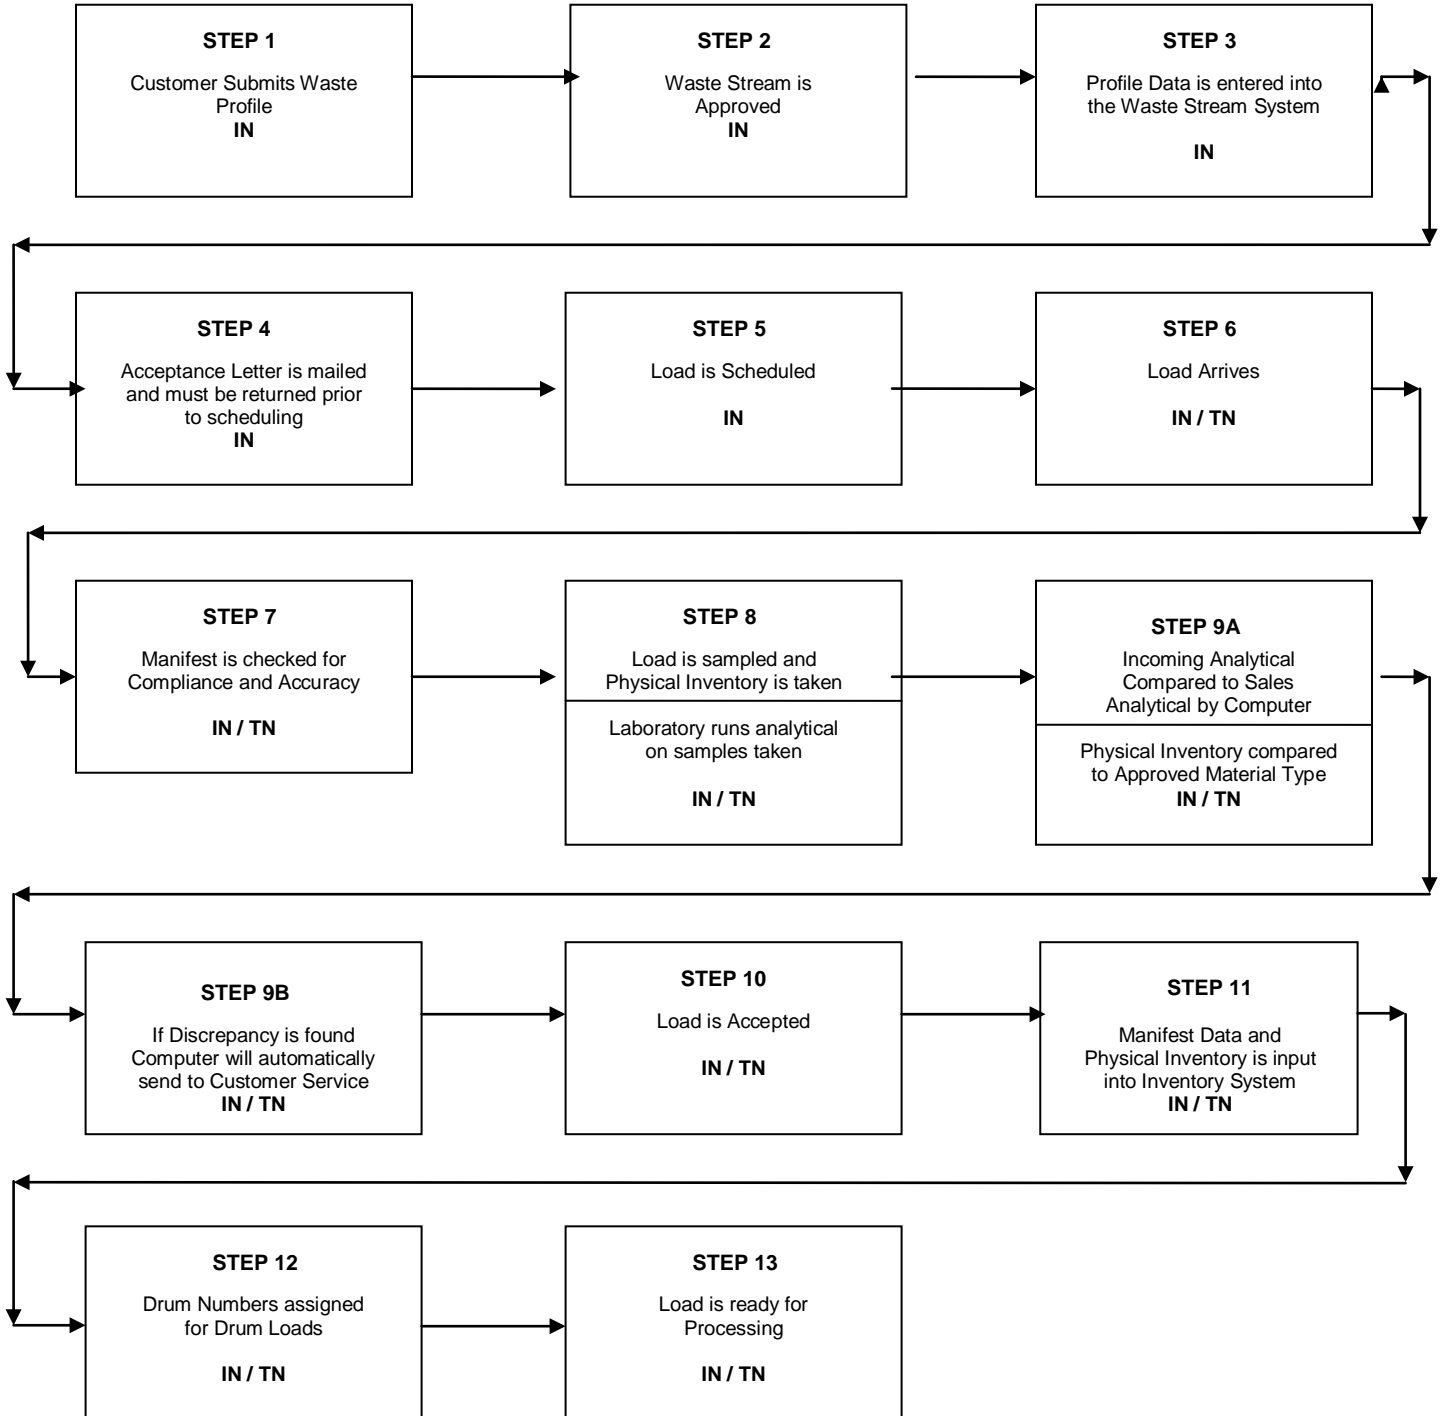 STEP 1
Customer Submits Waste
Profile
IN
STEP 2
Waste Stream is
Approved
IN
STEP 3
Profile Data is entered into
the Waste Stream System
IN
STEP 4
Acceptance Letter is mailed
and must be returned prior
to scheduling
IN
STEP 5
Load is Scheduled
IN
STEP 6
Load Arrives
IN / TN
STEP 7
Manifest is checked for
Compliance and Accuracy
IN / TN
STEP 8
Load is sampled and
Physical Inventory is taken
Laboratory runs analytical
on samples taken
IN / TN
STEP 9A
Incoming Analytical
Compared to Sales
Analytical by Computer
Physical Inventory compared
to Approved Material Type
IN / TN
STEP 9B
If Discrepancy is found
Computer will automatically
send to Customer Service
IN / TN
STEP 10
Load is Accepted
IN / TN
STEP 11
Manifest Data and
Physical Inventory is input
into Inventory System
IN / TN
STEP 12
Drum Numbers assigned
for Drum Loads
IN / TN
STEP 13
Load is ready for
Processing
IN / TN